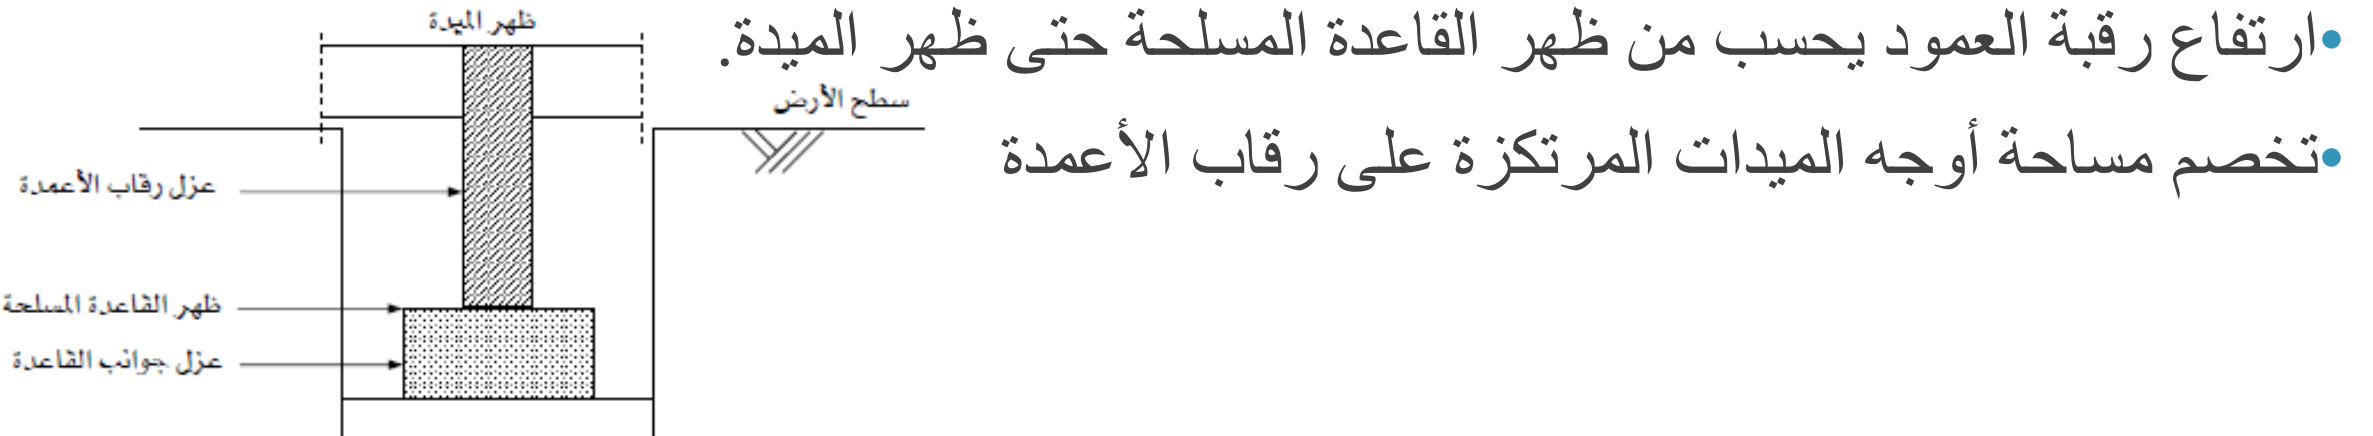 •ارتفاع رقبة العمود يحسب من ظهر القاعدة المسلحة حتى ظهر الميدة.
•تخصم مساحة أوجه الميدات المرتكزة على رقاب الأعمدة
ظهر الميدة
سطح الأرض
عزل رقاب الأعمدة
ظهر القاعدة المسلحة
عزل جوانب القاعدة